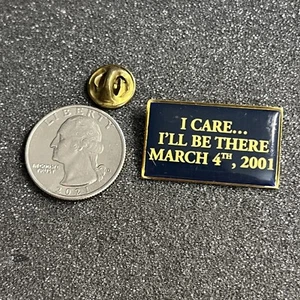 LIBERTY
I CARE...
I'LL BE THERE
MARCH 4TH, 2001